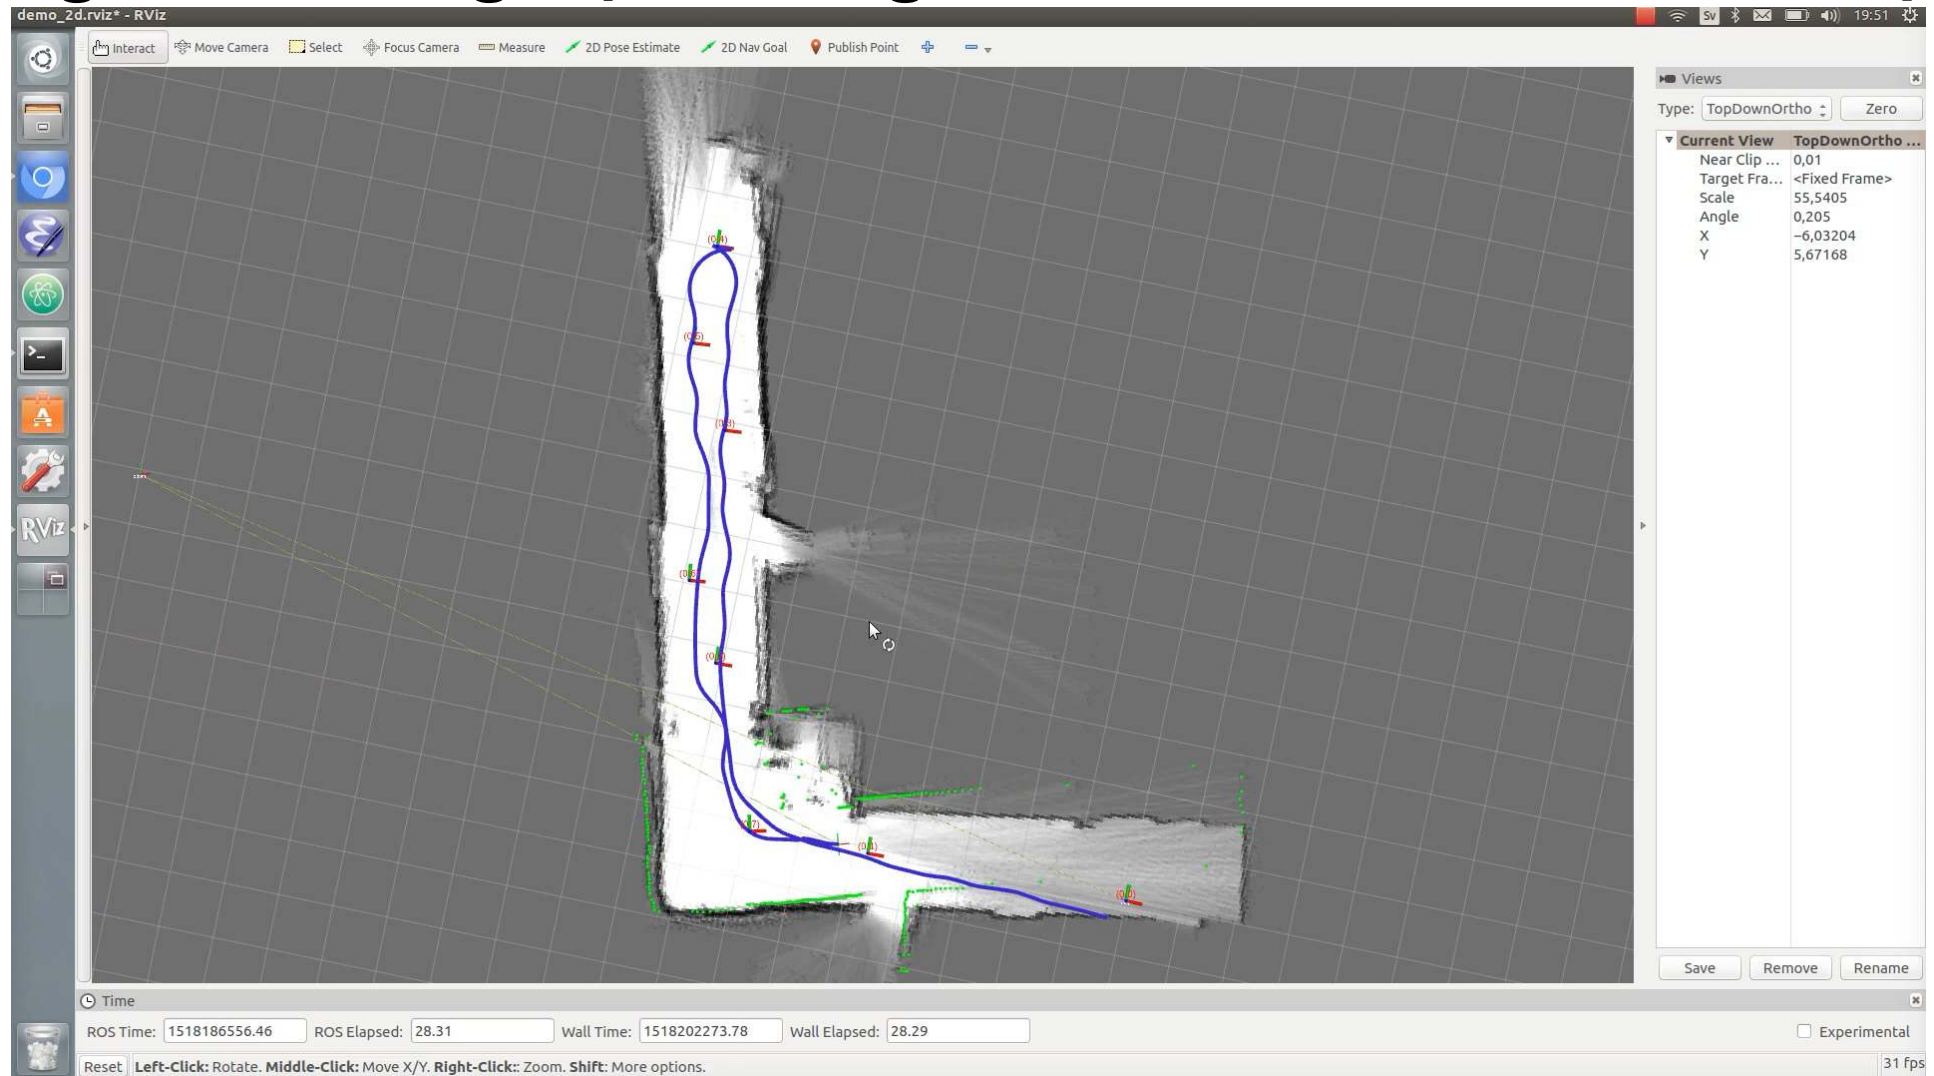 demo_2d.rviz* - RViz
Sv
19:51
Interact
Move Camera
Select
Focus Camera
Measure
2D Pose Estimate
2D Nav Goal
Publish Point
Views
Type:
TopDownOrtho
Zero
Current View
TopDownOrtho ...
Near Clip ...
0,01
Target Fra...
<Fixed Frame>
Scale
55,5405
Angle
0,205
X
−6,03204
Y
5,67168
RViz
Save
Remove
Rename
Time
ROS Time:
1518186556.46
ROS Elapsed:
28.31
Wall Time:
1518202273.78
Wall Elapsed:
28.29
Experimental
Reset
Left-Click: Rotate. Middle-Click: Move X/Y. Right-Click:: Zoom. Shift: More options.
31 fps